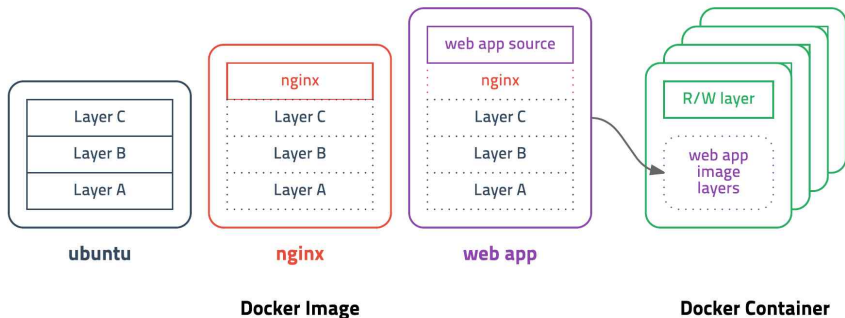 Layer C
Layer B
Layer A
ubuntu
nginx
Layer C
Layer B
Layer A
nginx
web app source
nginx
Layer C
Layer B
Layer A
web app
R/W layer
web app
image
layers
Docker Image
Docker Container